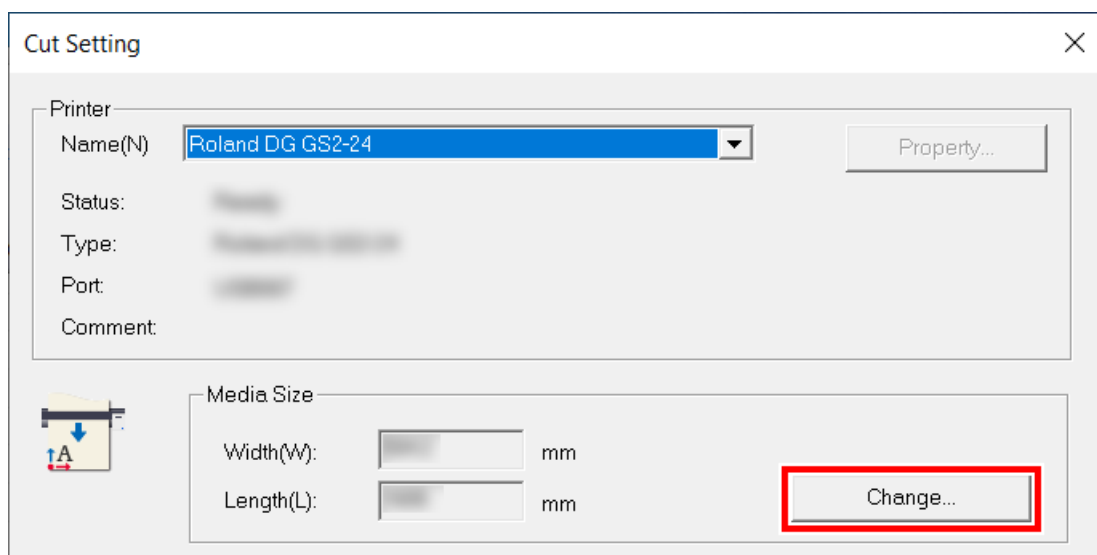 Cut Setting
Printer
Name(N) Roland DG GS2-24 Property...
Status:
Type:
Port:
Comment:
Media Size
Width(W): mm
Length(L): mm
Change...
A